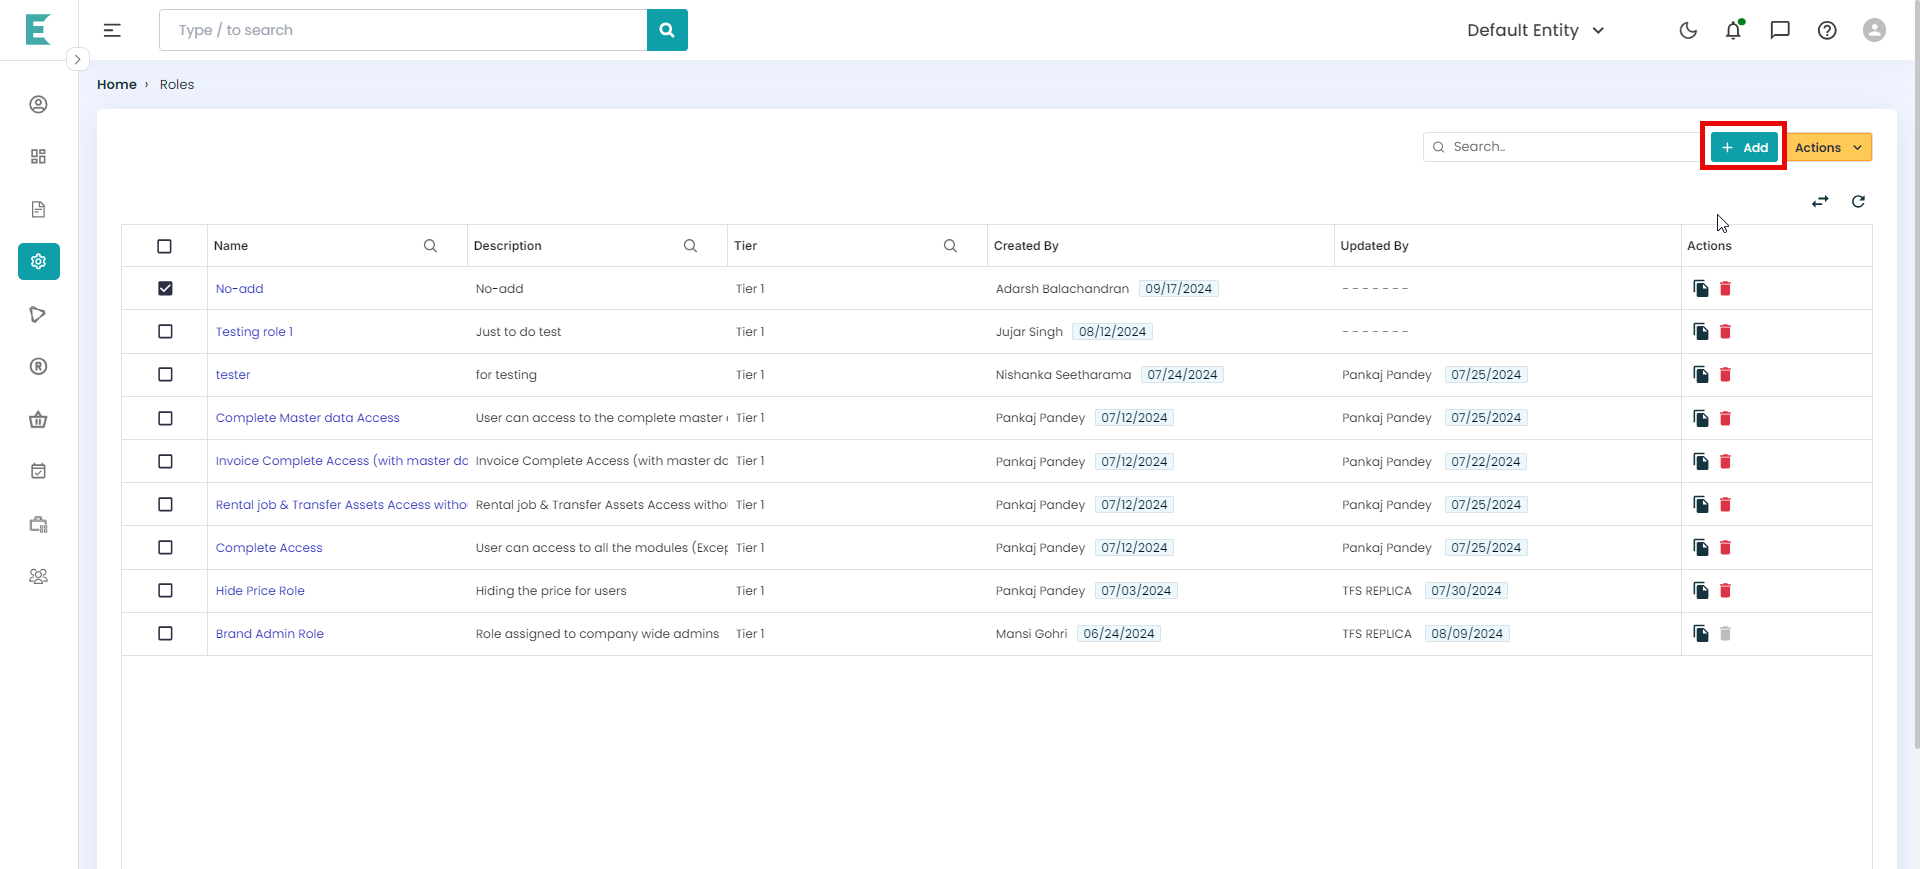 E
Type / to search
Default Entity
Home › Roles
Search..
+ Add
Actions
Name Description Tier Created By Updated By Actions
No-add No-add Tier 1 Adarsh Balachandran 09/17/2024 - - - - - - -
Testing role 1 Just to do test Tier 1 Jujar Singh 08/12/2024 - - - - - - -
tester for testing Tier 1 Nishanka Seetharama 07/24/2024 Pankaj Pandey 07/25/2024
Complete Master data Access User can access to the complete master Tier 1 Pankaj Pandey 07/12/2024 Pankaj Pandey 07/25/2024
Invoice Complete Access (with master da Invoice Complete Access (with master da Tier 1 Pankaj Pandey 07/12/2024 Pankaj Pandey 07/22/2024
Rental job & Transfer Assets Access witho Rental job & Transfer Assets Access witho Tier 1 Pankaj Pandey 07/12/2024 Pankaj Pandey 07/25/2024
Complete Access User can access to all the modules (Excep Tier 1 Pankaj Pandey 07/12/2024 Pankaj Pandey 07/25/2024
Hide Price Role Hiding the price for users Tier 1 Pankaj Pandey 07/03/2024 TFS REPLICA 07/30/2024
Brand Admin Role Role assigned to company wide admins Tier 1 Mansi Gohri 06/24/2024 TFS REPLICA 08/09/2024